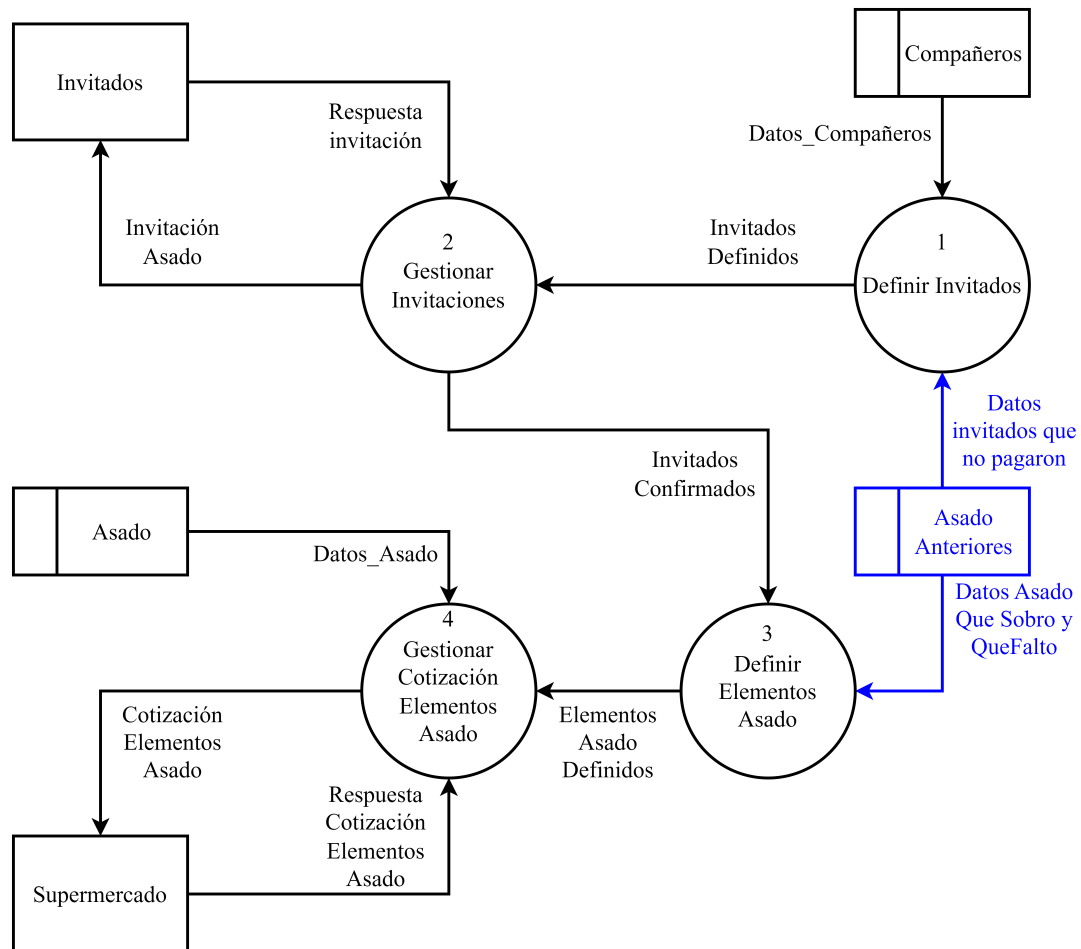 Compañeros
Invitados
Respuesta
invitación
Datos_Compañeros
Invitación
Asado
2
Gestionar
Invitaciones
Invitados
Definidos
1
Definir Invitados
Datos
invitados que
no pagaron
Invitados
Confirmados
Asado
Datos_Asado
Asado
Anteriores
Datos Asado
Que Sobro y
QueFalto
4
Gestionar
Cotización
Elementos
Asado
3
Definir
Elementos
Asado
Cotización
Elementos
Asado
Elementos
Asado
Definidos
Respuesta
Cotización
Elementos
Asado
Supermercado